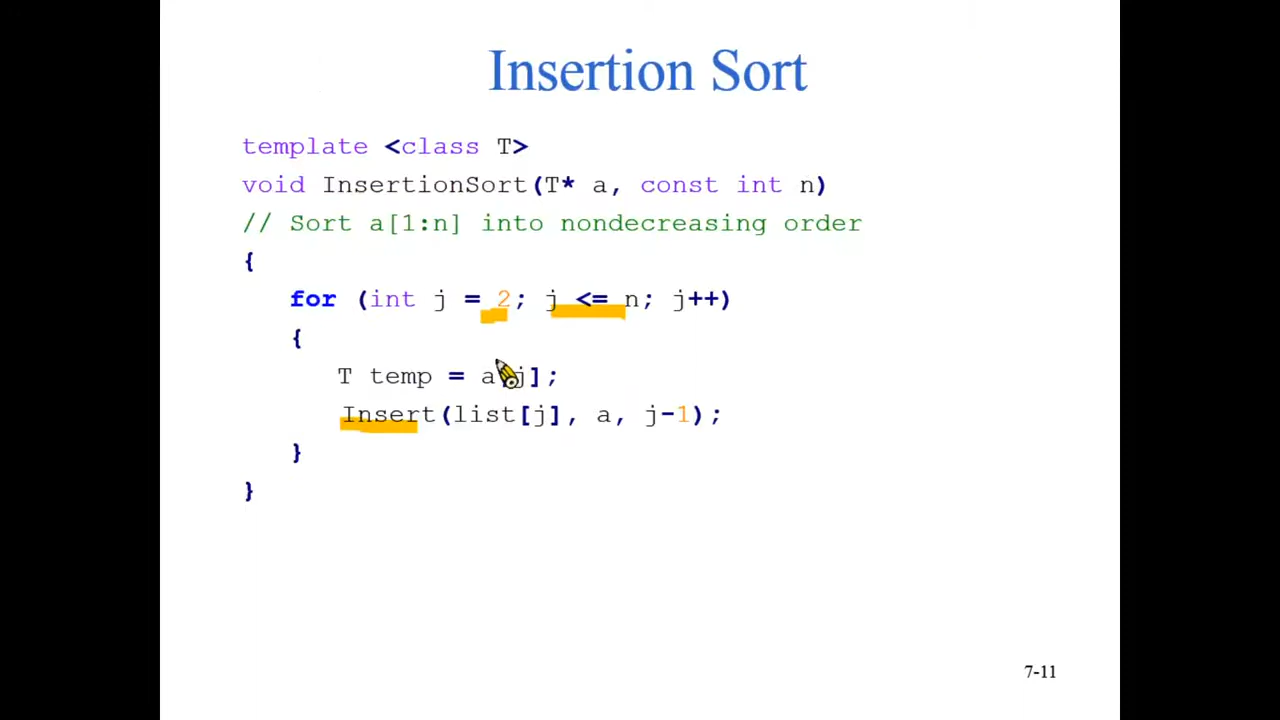 Insertion Sort
template <class T>
void InsertionSort(T* a, const int n)
// Sort a[1:n] into nondecreasing order
{
for (int j = 2; j <= n; j++)
{
T temp = a[j];
Insert(list[j], a, j-1);
}
}
7-11